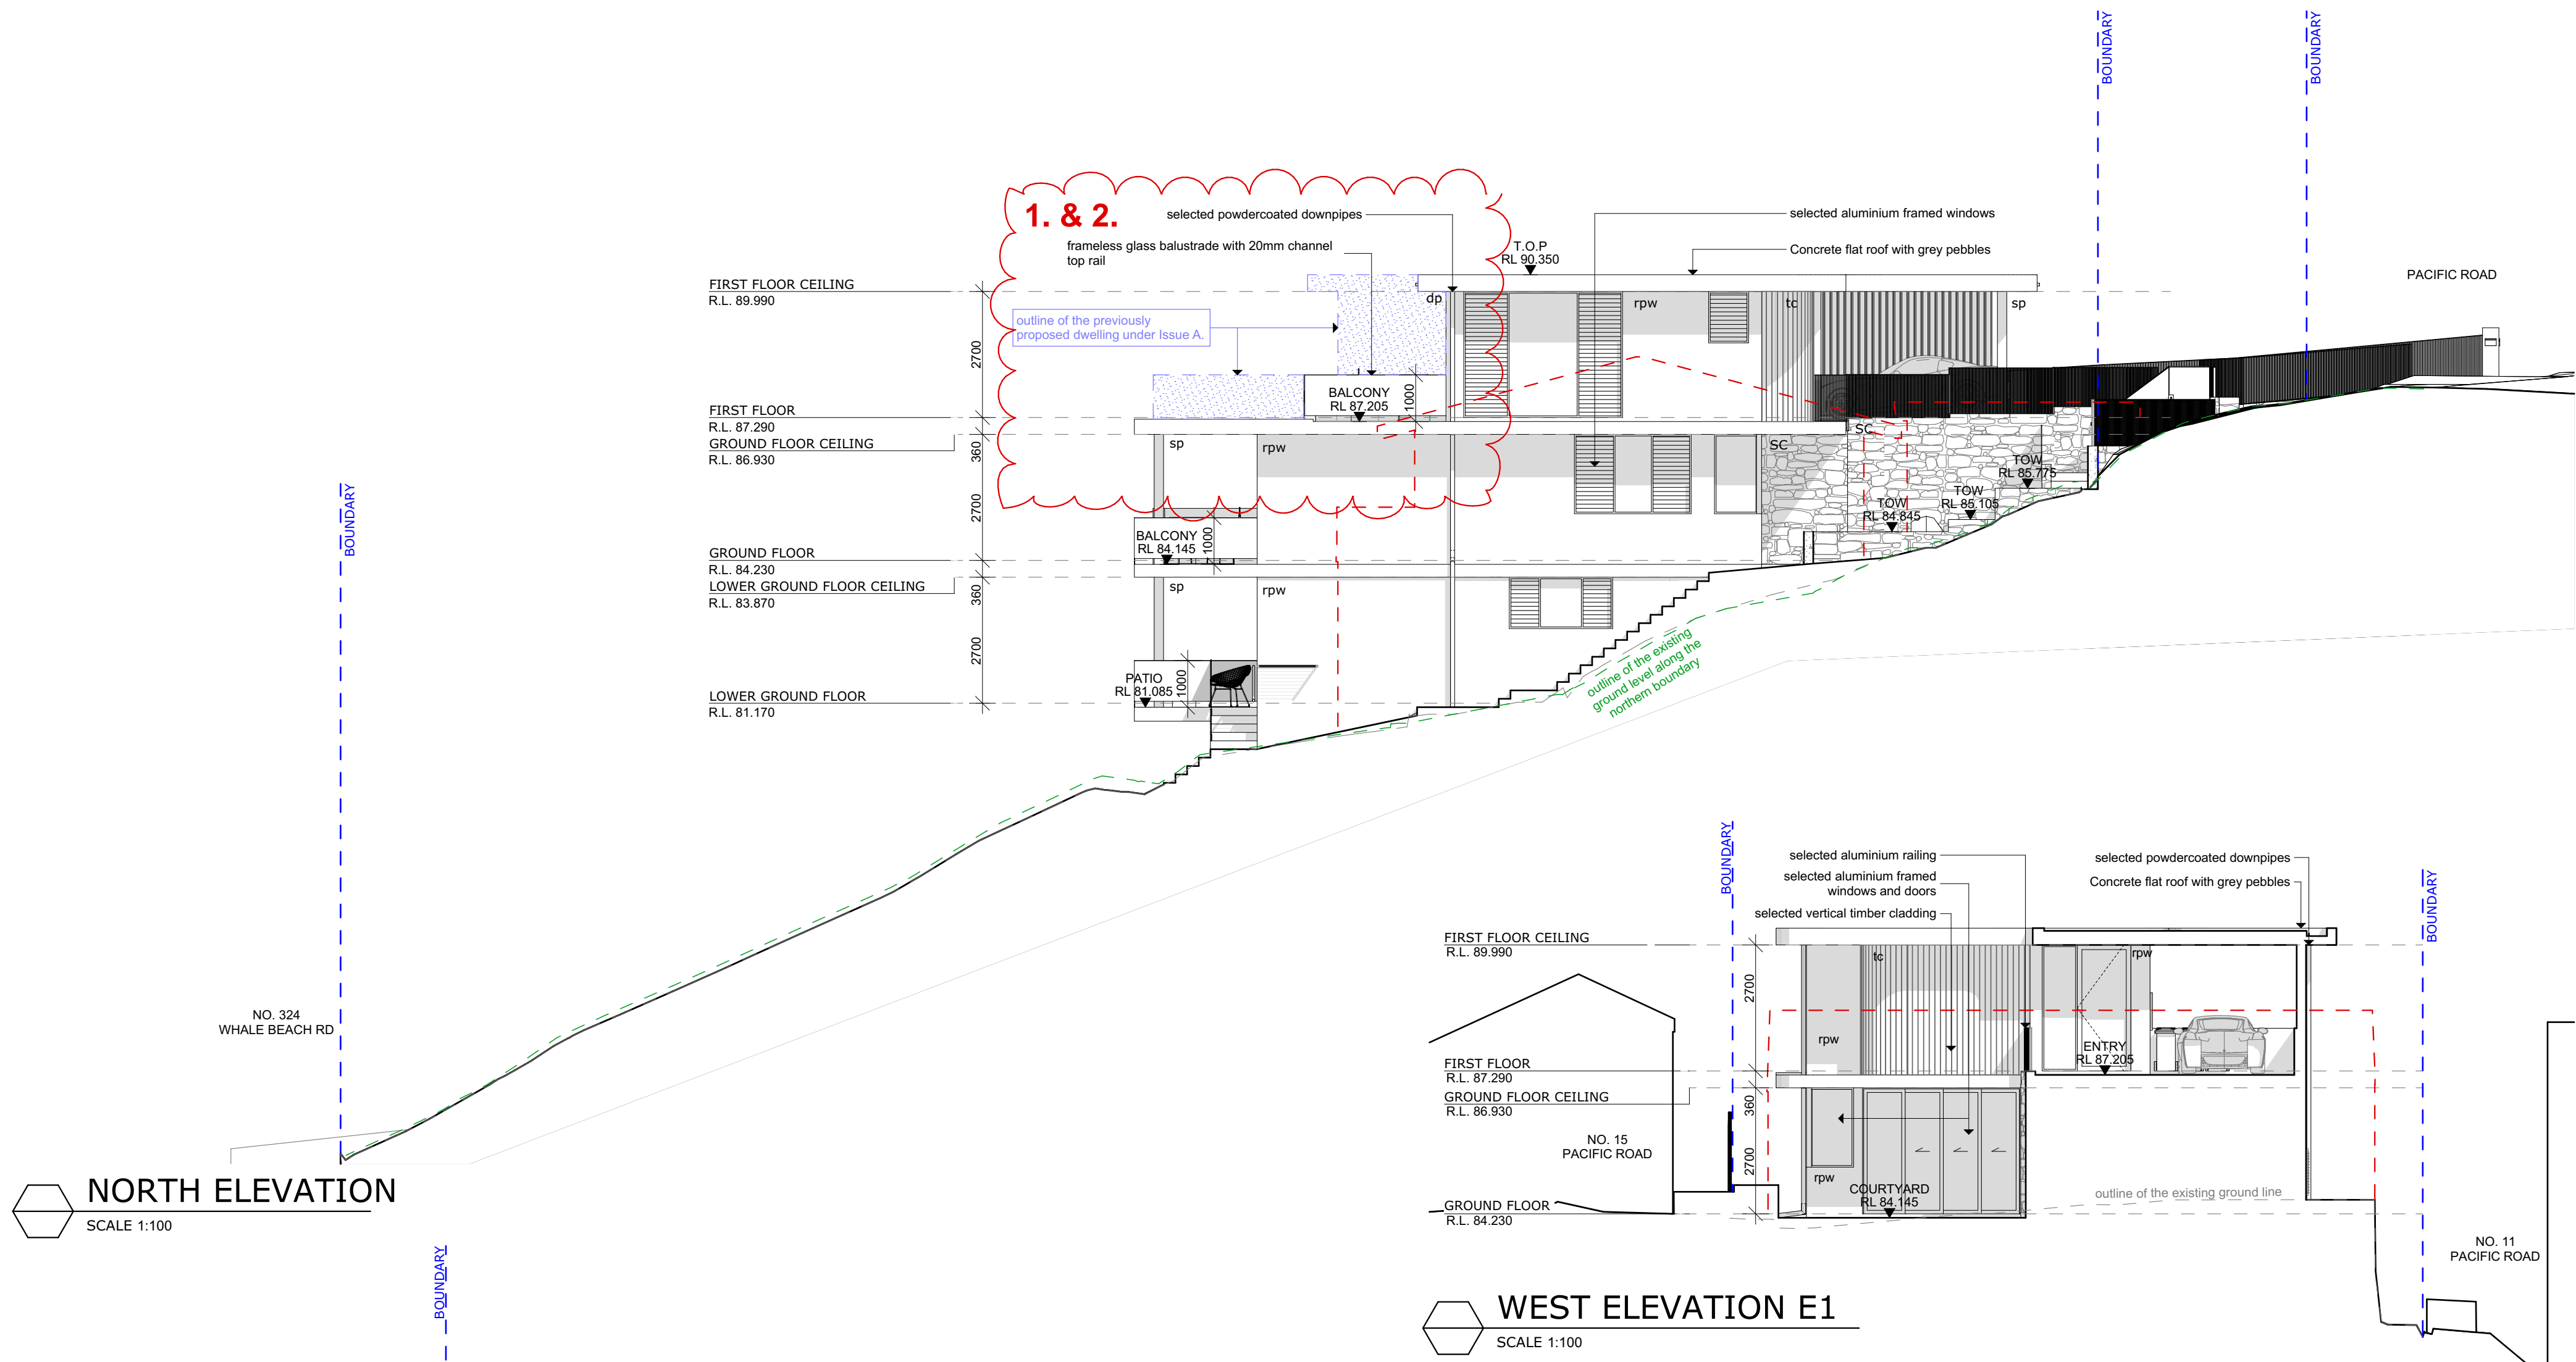 BOUNDARY
BOUNDARY
1. & 2.
selected powdercoated downpipes
selected aluminium framed windows
frameless glass balustrade with 20mm channel
top rail
T.O.P
RL 90.350
Concrete flat roof with grey pebbles
PACIFIC ROAD
FIRST FLOOR CEILING
R.L. 89.990
dp
rpw
tc
sp
outline of the previously
proposed dwelling under Issue A.
2700
BALCONY
RL 87.205
1000
FIRST FLOOR
R.L. 87.290
GROUND FLOOR CEILING
R.L. 86.930
360
sp
rpw
SC
SC
TOW
RL 85.775
TOW
RL 85.105
TOW
RL 84.845
BOUNDARY
2700
BALCONY
RL 84.145
1000
GROUND FLOOR
R.L. 84.230
LOWER GROUND FLOOR CEILING
R.L. 83.870
360
sp
rpw
2700
outline of the existing
ground level along the
northern boundary
PATIO
RL 81.085
1000
LOWER GROUND FLOOR
R.L. 81.170
NO. 324
WHALE BEACH RD
NORTH ELEVATION
SCALE 1:100
BOUNDARY
BOUNDARY
BOUNDARY
selected aluminium railing
selected powdercoated downpipes
selected aluminium framed
windows and doors
Concrete flat roof with grey pebbles
selected vertical timber cladding
FIRST FLOOR CEILING
R.L. 89.990
tc
rpw
2700
rpw
ENTRY
RL 87.205
FIRST FLOOR
R.L. 87.290
GROUND FLOOR CEILING
R.L. 86.930
360
NO. 15
PACIFIC ROAD
2700
rpw
COURTYARD
RL 84.145
outline of the existing ground line
GROUND FLOOR
R.L. 84.230
NO. 11
PACIFIC ROAD
WEST ELEVATION E1
SCALE 1:100